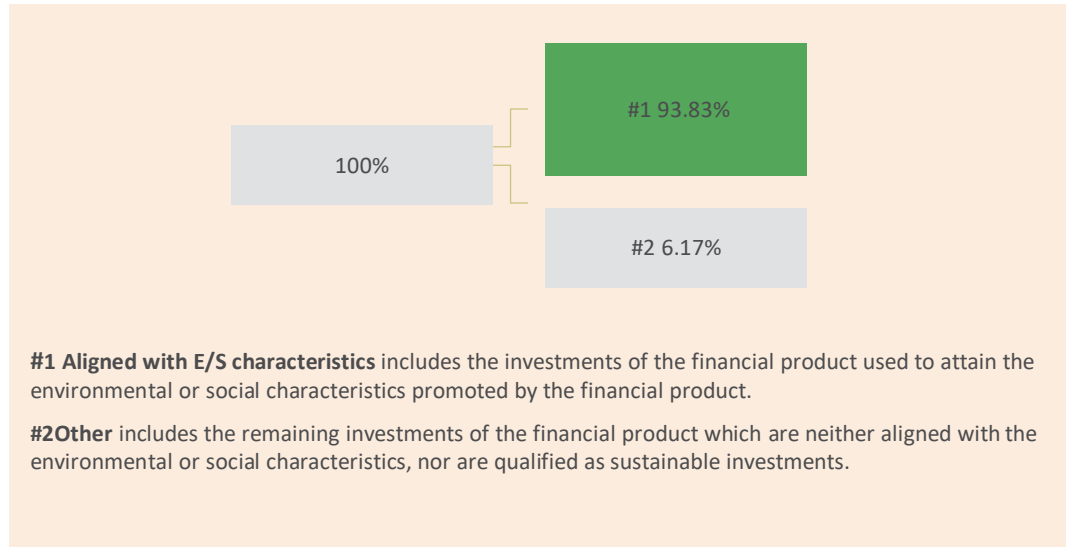 #1 93.83%
100%
#2 6.17%
#1 Aligned with E/S characteristics includes the investments of the financial product used to attain the
environmental or social characteristics promoted by the financial product.
#2Other includes the remaining investments of the financial product which are neither aligned with the
environmental or social characteristics, nor are qualified as sustainable investments.